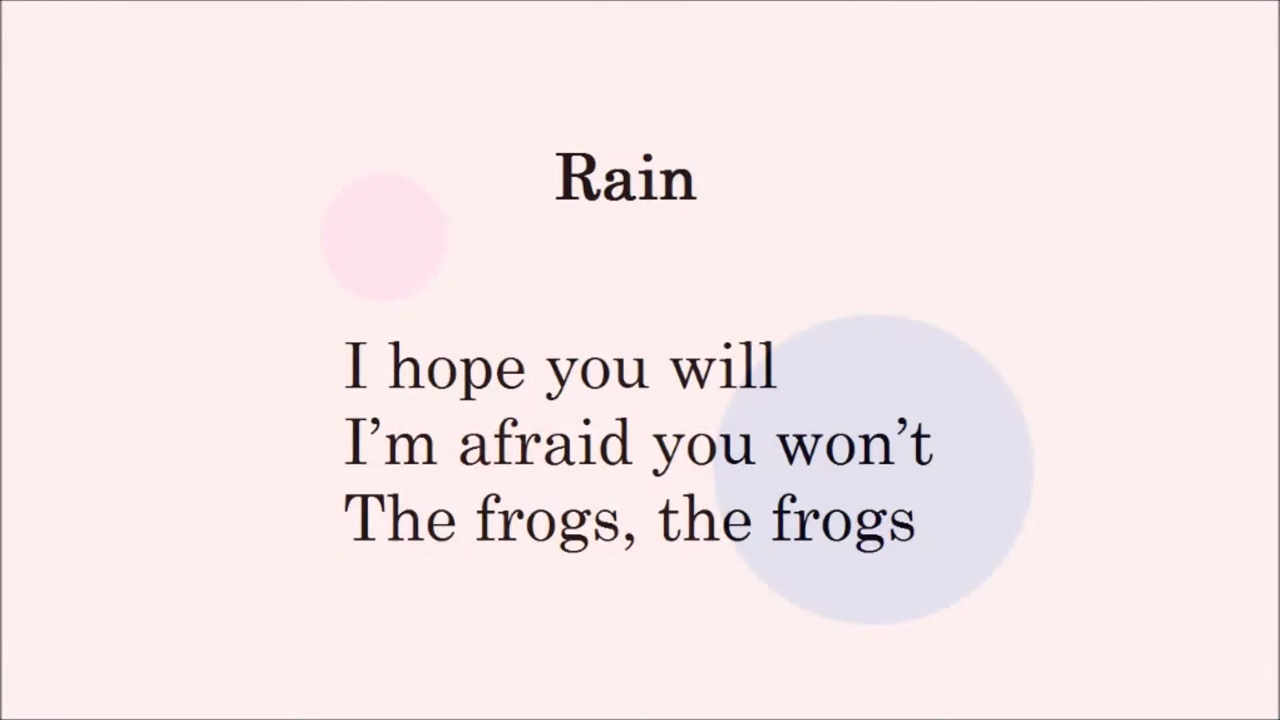 Rain
I hope you will
I’m afraid you won’t
The frogs, the frogs